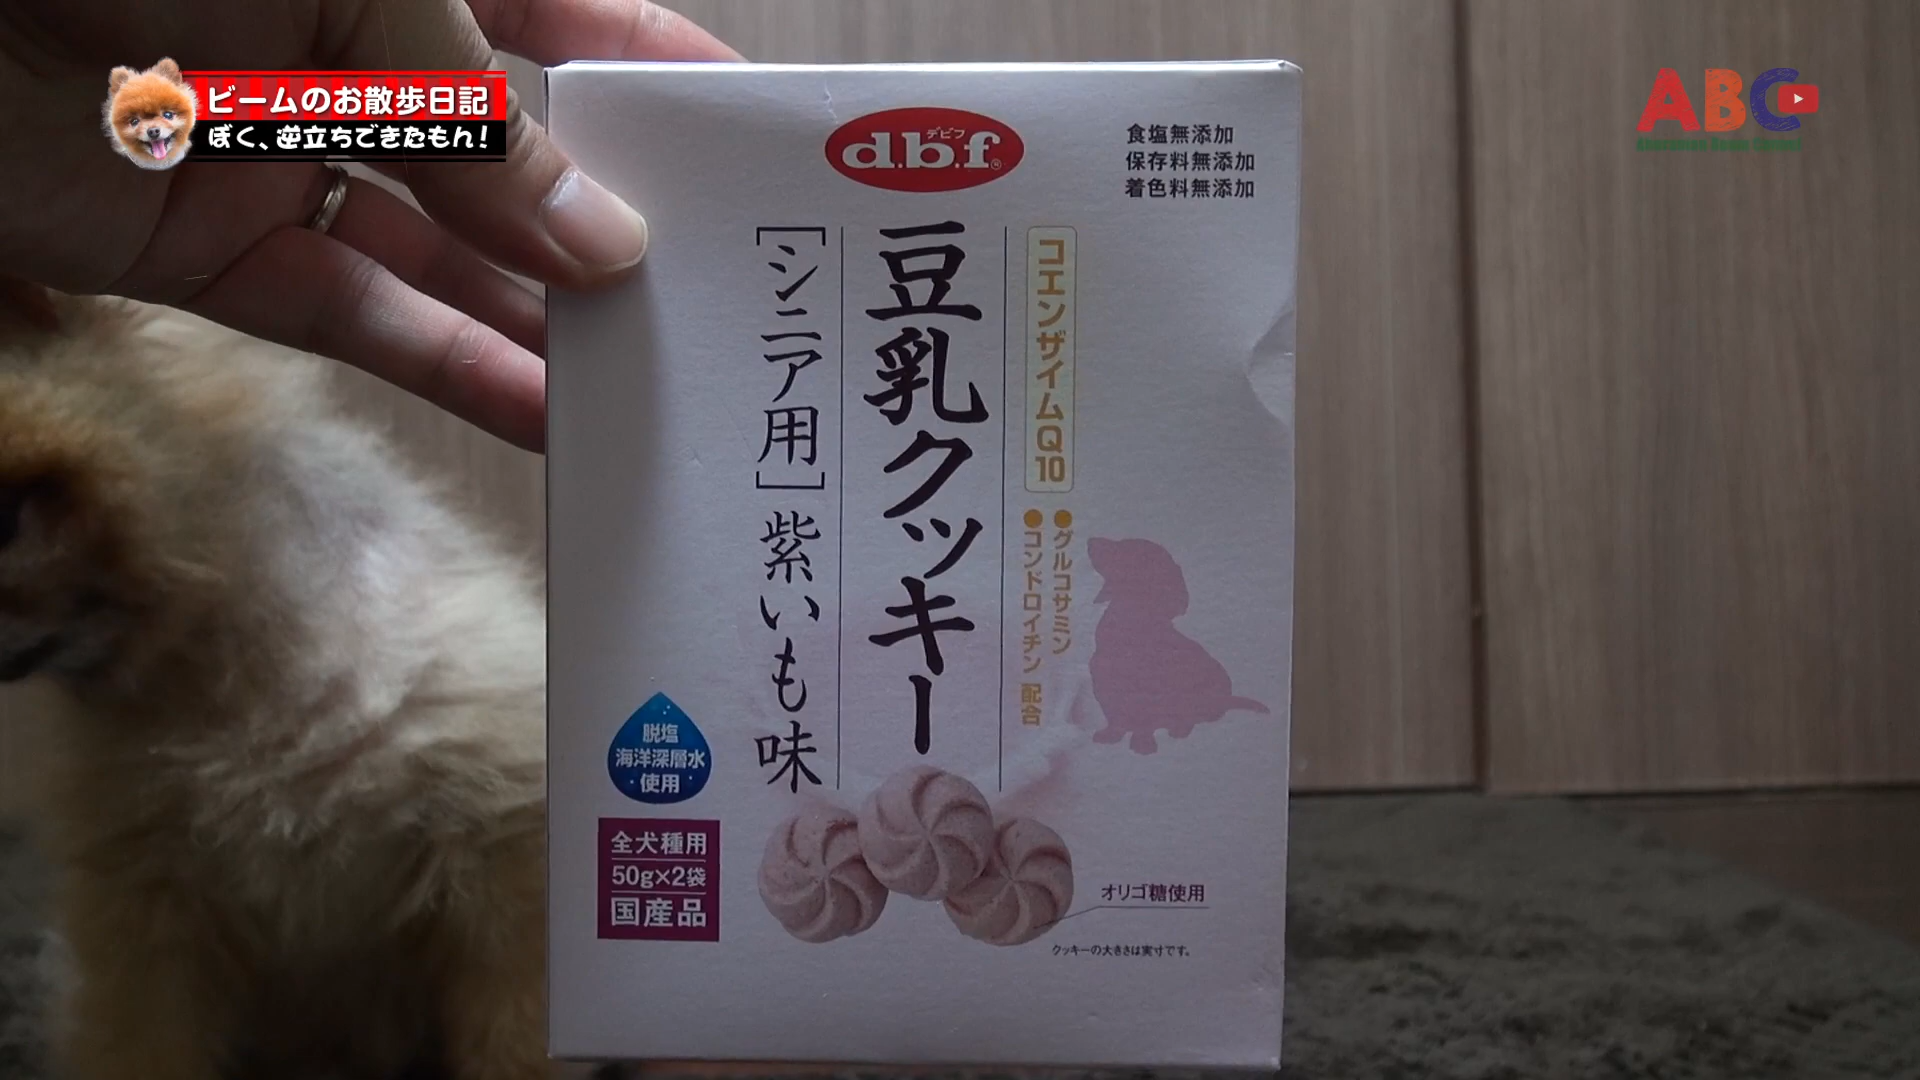 ビームのお散歩日記
ぼく、逆立ちできたもん!
ABC
デビフ
d.b.f®
食塩無添加
保存料無添加
着色料無添加
コエンザイムQ10
●グルコサミン
●コンドロイチン 配合
豆乳クッキー
[シニア用] 紫いも味
脱塩
海洋深層水
使用
全犬種用
50g×2袋
国産品
オリゴ糖使用
クッキーの大きさは実寸です。